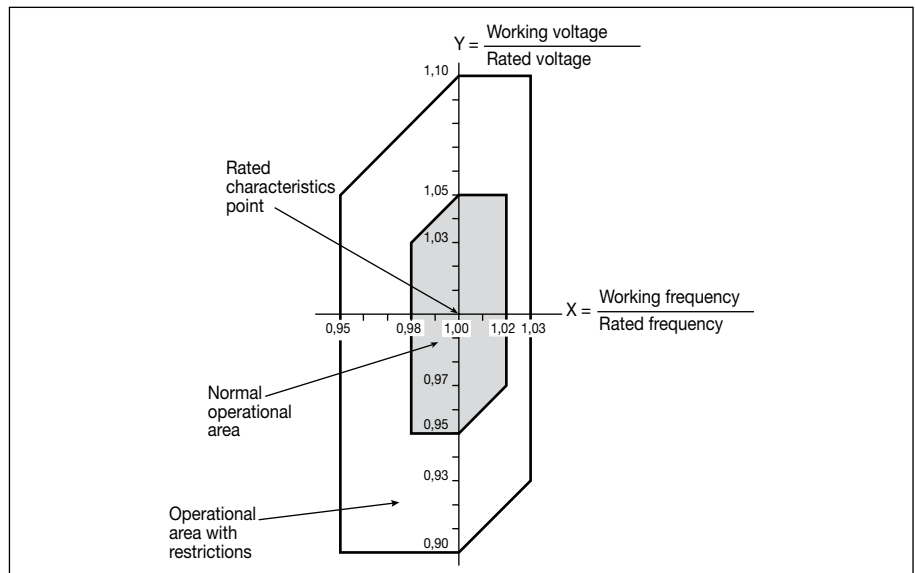 Y = Working voltage
Rated voltage
1,10
Rated
characteristics
point
1,05
1,03
X = Working frequency
Rated frequency
0,95
0,98
1,00
1,02
1,03
Normal
operational
area
0,97
0,95
0,93
Operational
area with
restrictions
0,90